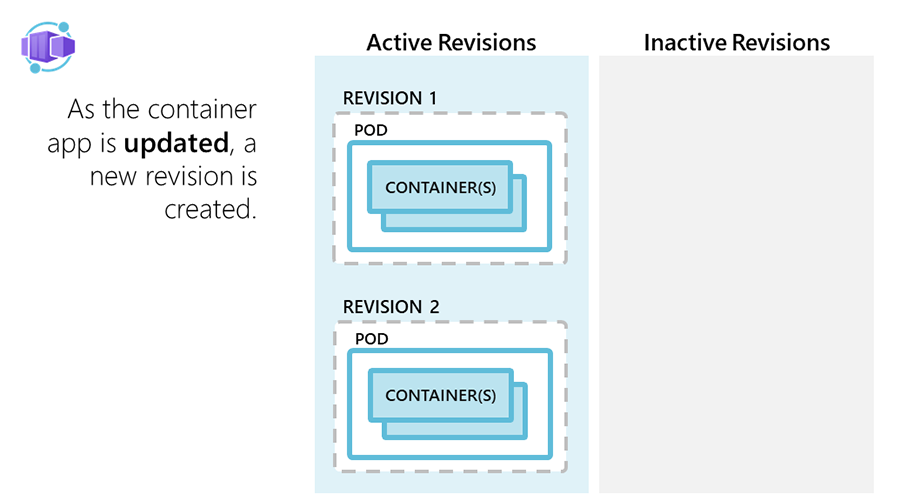 Active Revisions
Inactive Revisions
As the container
app is updated, a
new revision is
created.
REVISION 1
POD
CONTAINER(S)
REVISION 2
POD
CONTAINER(S)